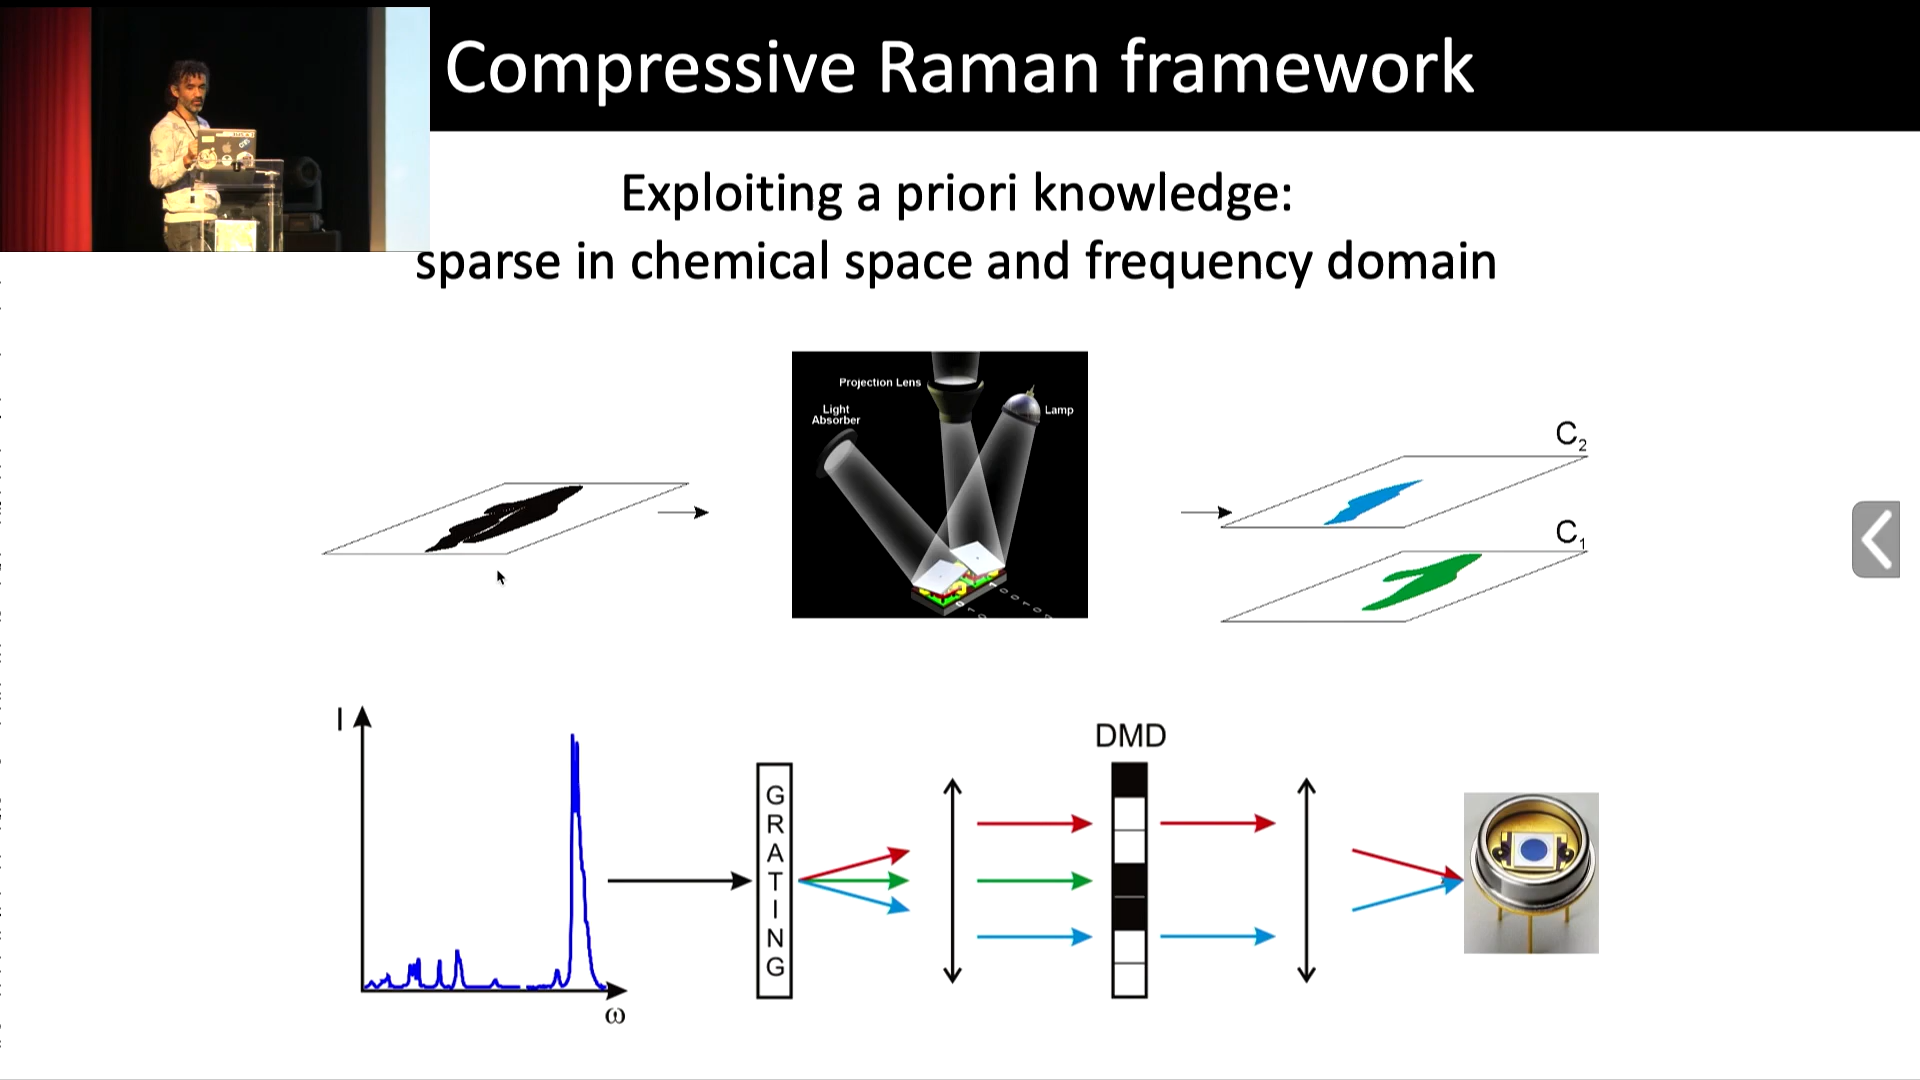 Compressive Raman framework
Exploiting a priori knowledge:
sparse in chemical space and frequency domain
Projection Lens
Light
Absorber
Lamp
C2
C1
I
ω
GRATING
DMD